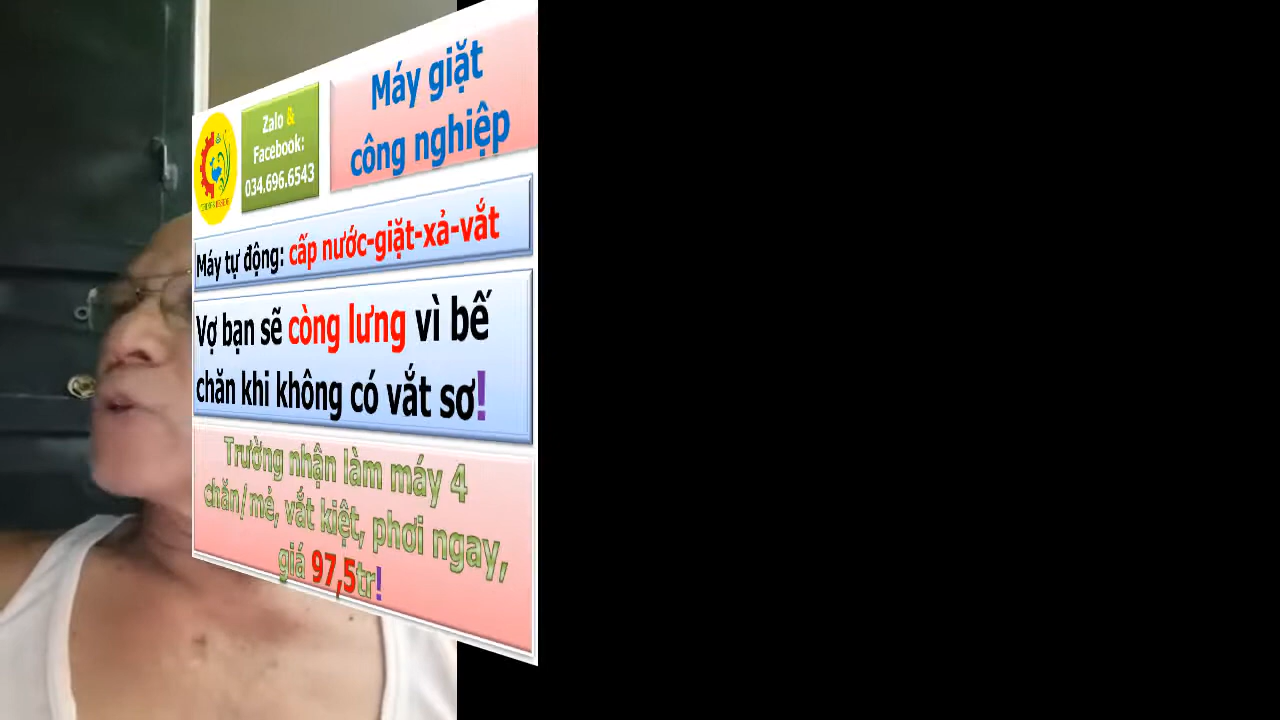 Máy giặt
công nghiệp
Zalo &
Facebook:
034.696.6543
Máy tự động: cấp nước-giặt-xả-vắt
Vợ bạn sẽ còng lưng vì bế
chăn khi không có vắt sơ!
Trường nhận làm máy 4
chăn/mẻ, vắt kiệt, phơi ngay,
giá 97,5tr!